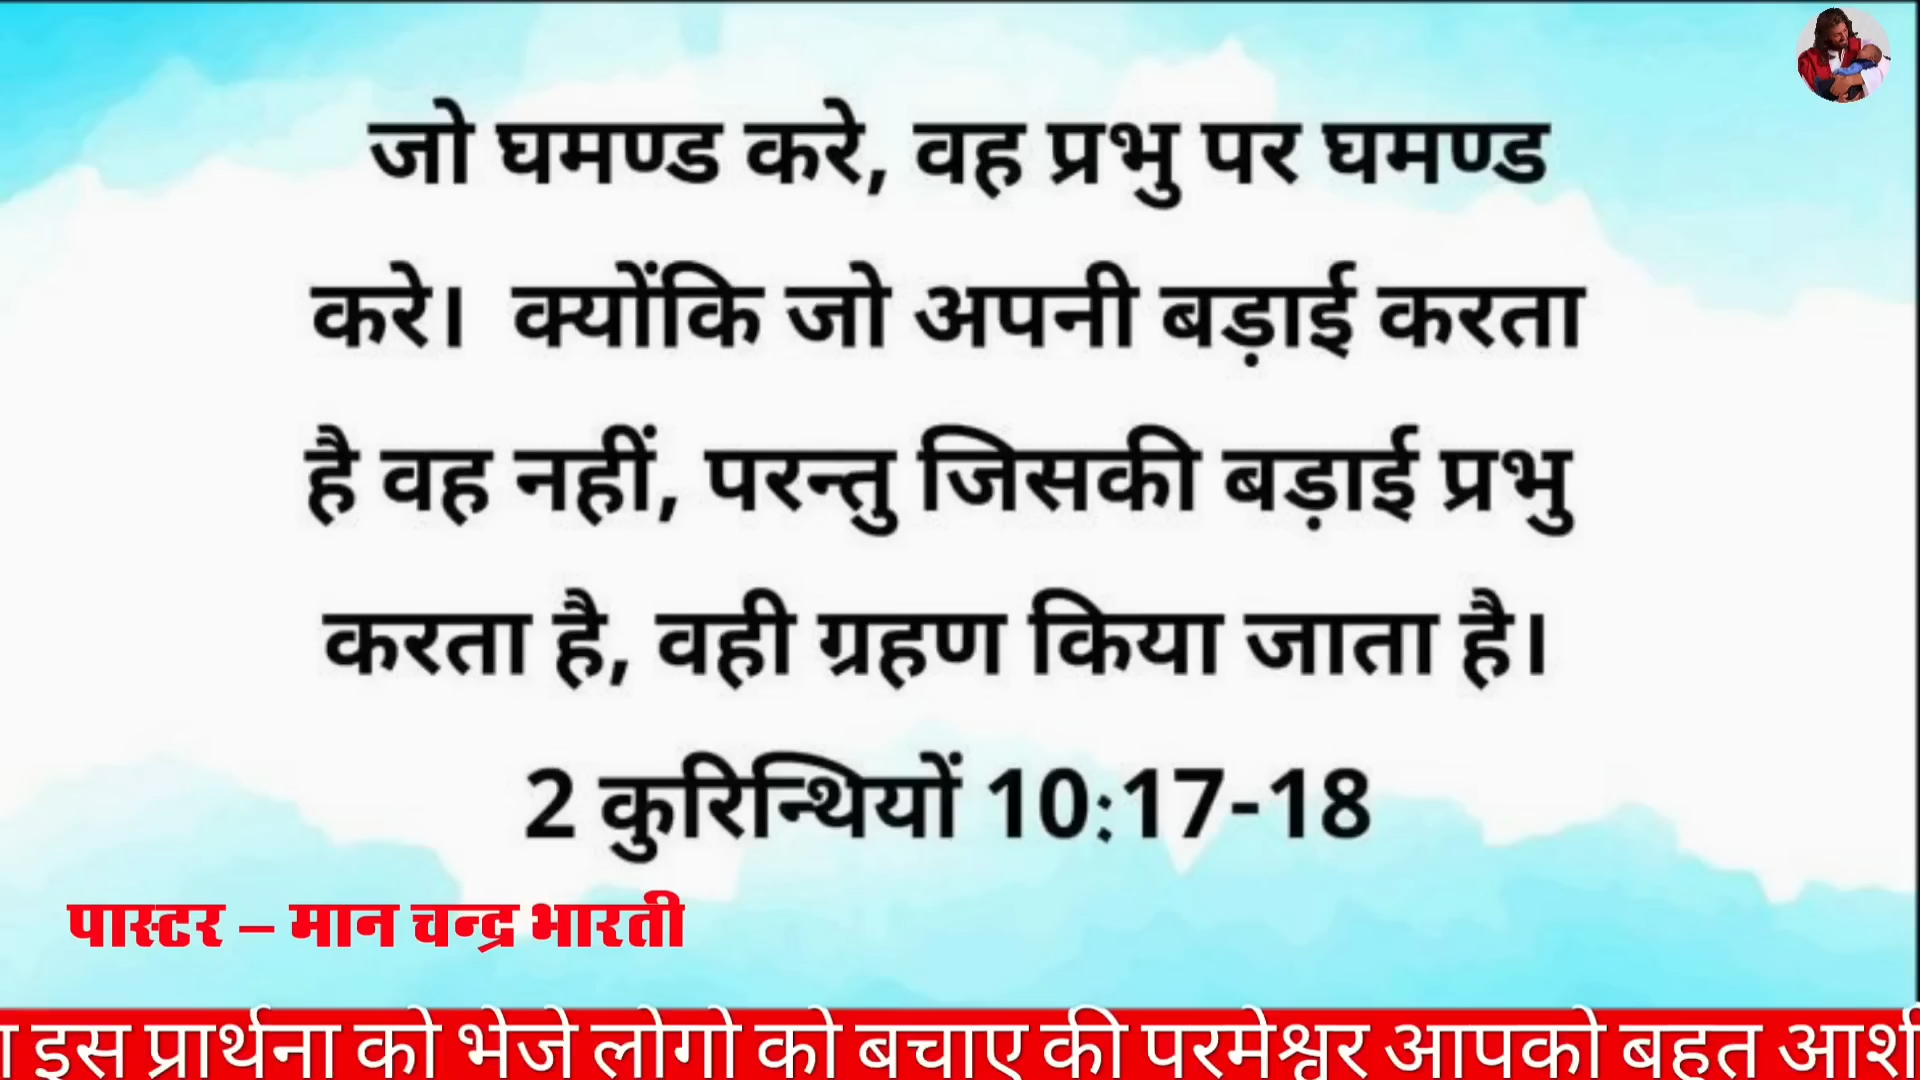 जो घमण्ड करे, वह प्रभु पर घमण्ड
करे। क्योंकि जो अपनी बड़ाई करता
है वह नहीं, परन्तु जिसकी बड़ाई प्रभु
करता है, वही ग्रहण किया जाता है।
2 कुरिन्थियों 10:17-18
पास्टर – मान चन्द्र भारती
इस प्रार्थना को भेजे लोगो को बचाए की परमेश्वर आपको बहुत